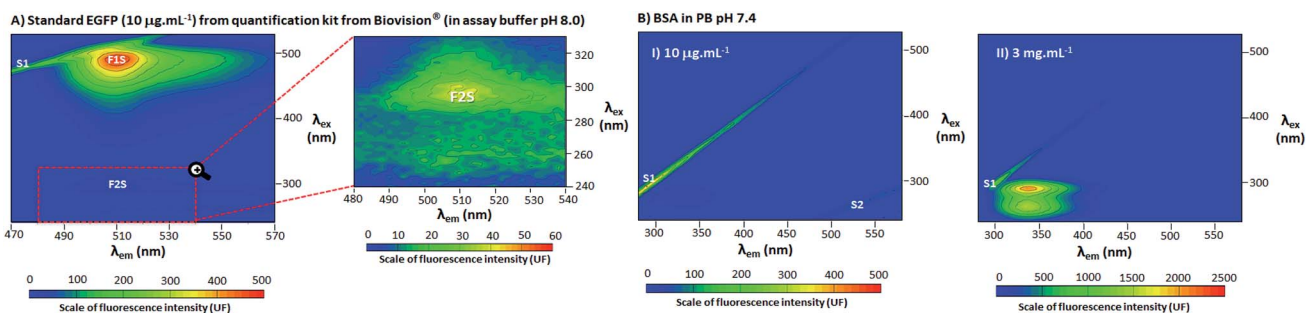 A) Standard EGFP (10 µg.mL⁻¹) from quantification kit from Biovision® (in assay buffer pH 8.0)
S1
F1S
F2S
500
400
300
λex
(nm)
470 490 510 530 550 570
λem (nm)
0 100 200 300 400 500
Scale of fluorescence intensity (UF)
F2S
320
300
280
260
240
λex
(nm)
480 490 500 510 520 530 540
λem (nm)
0 10 20 30 40 50 60
Scale of fluorescence intensity (UF)
B) BSA in PB pH 7.4
I) 10 µg.mL⁻¹
S1
S2
500
400
300
λex
(nm)
280 300 350 400 450 500 550
λem (nm)
0 100 200 300 400 500
Scale of fluorescence intensity (UF)
II) 3 mg.mL⁻¹
S1
500
400
300
λex
(nm)
280 300 350 400 450 500 550
λem (nm)
0 500 1000 1500 2000 2500
Scale of fluorescence intensity (UF)